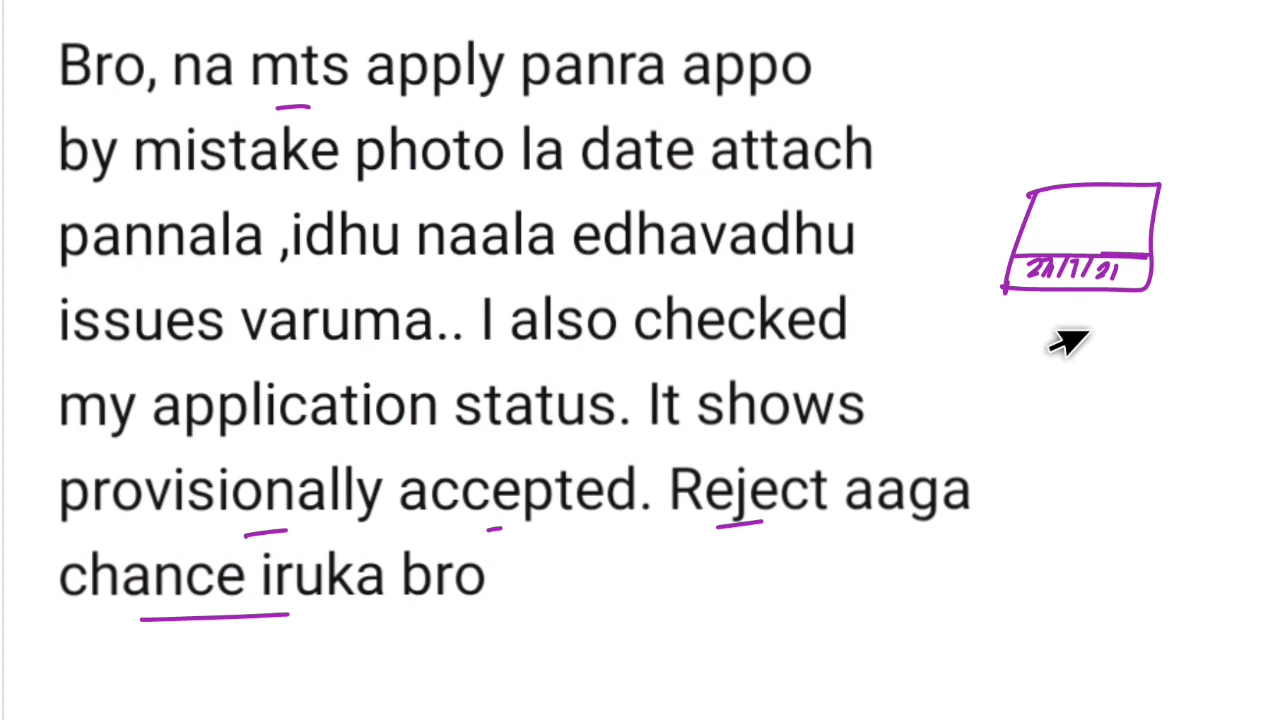 Bro, na mts apply panra appo
by mistake photo la date attach
pannala ,idhu naala edhavadhu
issues varuma.. I also checked
my application status. It shows
provisionally accepted. Reject aaga
chance iruka bro